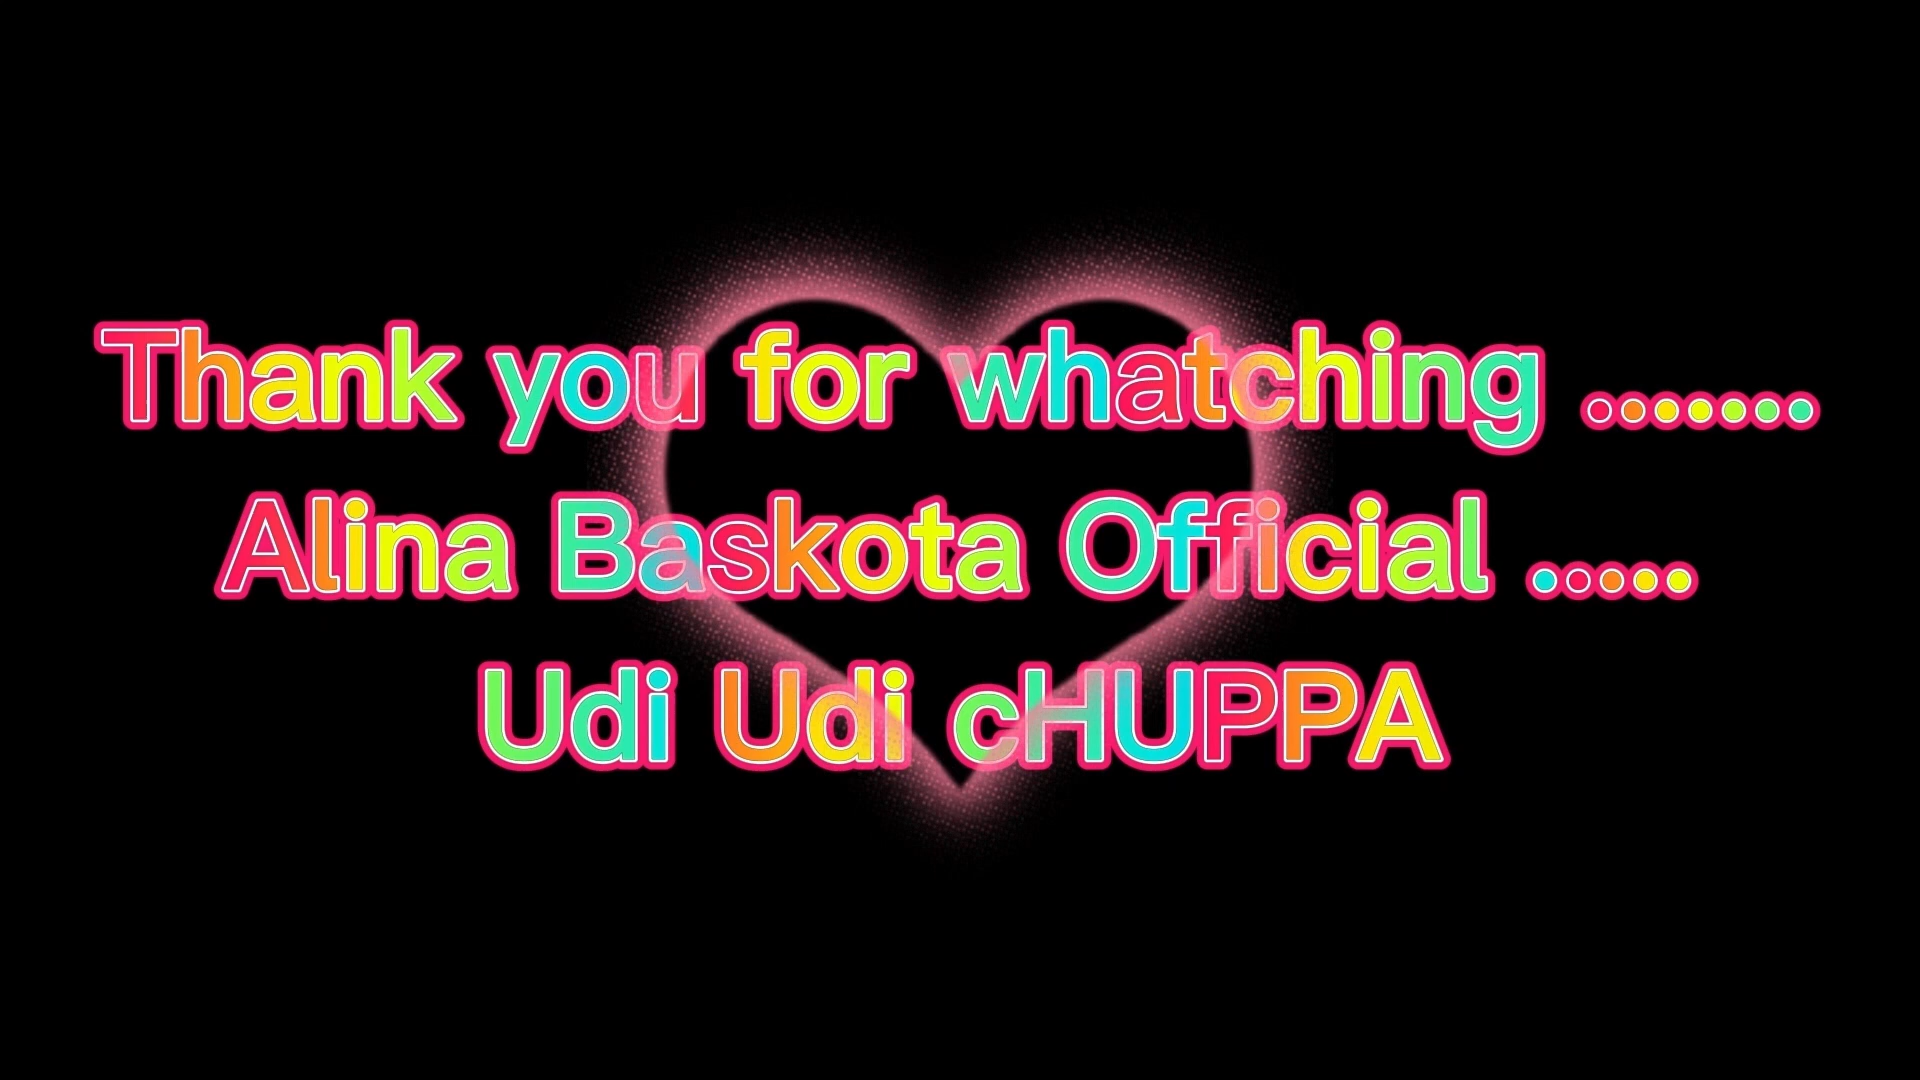 Thank you for whatching .......
Alina Baskota Official .....
Udi Udi cHUPPA